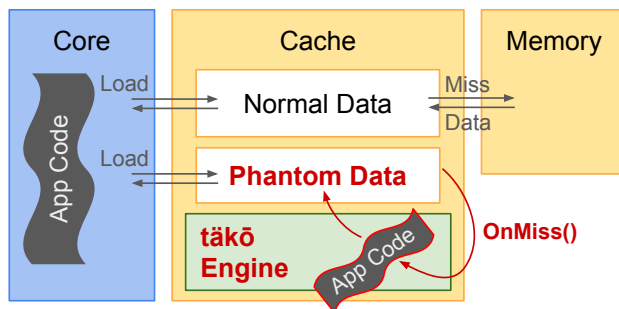 Core
Cache
Memory
Load
Normal Data
Miss
Data
App Code
Load
Phantom Data
täkō
Engine
App Code
OnMiss()